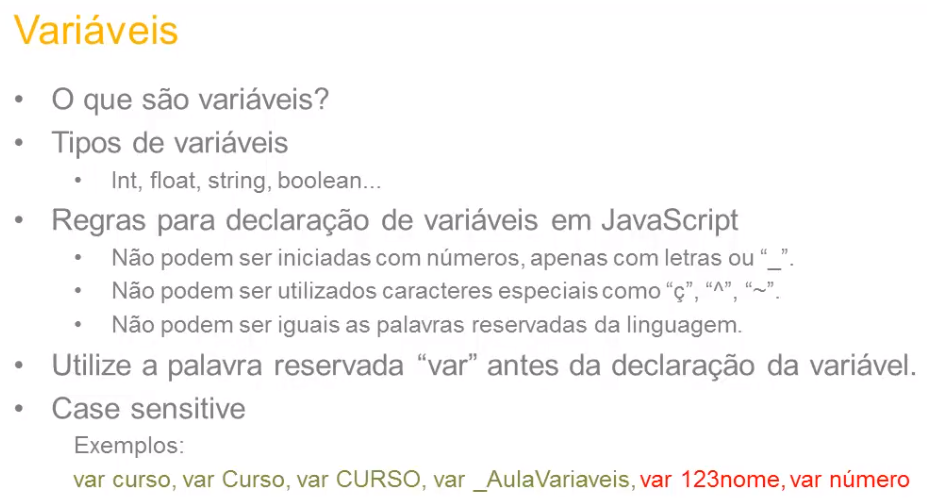 Variáveis
• O que são variáveis?
• Tipos de variáveis
• Int, float, string, boolean...
• Regras para declaração de variáveis em JavaScript
• Não podem ser iniciadas com números, apenas com letras ou “_”.
• Não podem ser utilizados caracteres especiais como “ç”, “^”, “~”.
• Não podem ser iguais as palavras reservadas da linguagem.
• Utilize a palavra reservada “var” antes da declaração da variável.
• Case sensitive
Exemplos:
var curso, var Curso, var CURSO, var _AulaVariaveis, var 123nome, var número